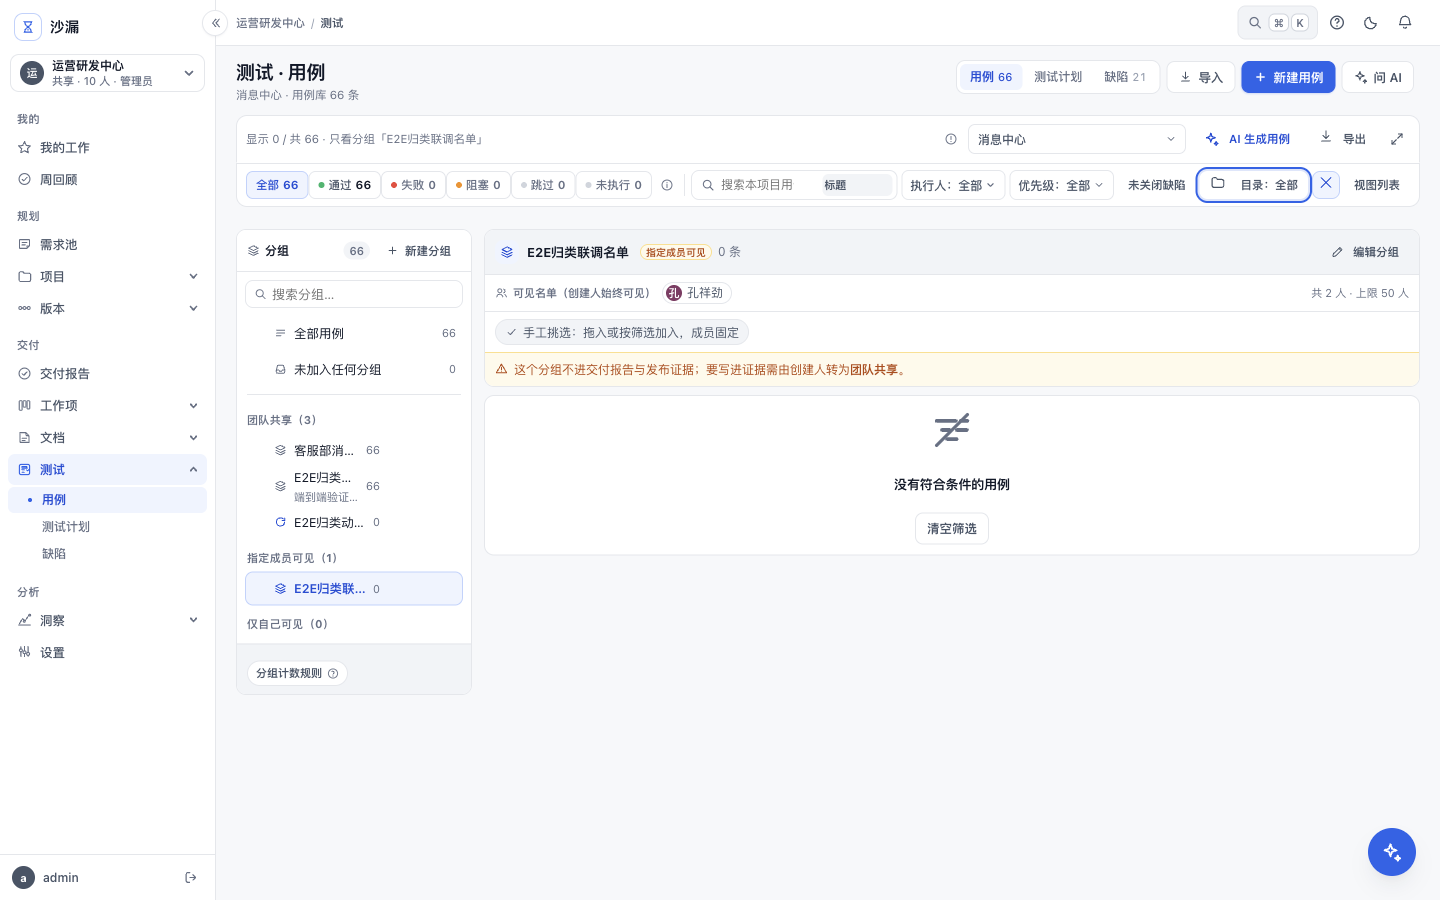 沙漏
运
运营研发中心
共享 · 10 人 · 管理员
我的
我的工作
周回顾
规划
需求池
项目
版本
交付
交付报告
工作项
文档
测试
用例
测试计划
缺陷
分析
洞察
设置
a admin
运营研发中心 / 测试
⌘ K
测试 · 用例
消息中心 · 用例库 66 条
用例 66 测试计划 缺陷 21 导入 新建用例 问 AI
显示 0 / 共 66 · 只看分组「E2E归类联调名单」 消息中心 AI 生成用例 导出
全部 66 通过 66 失败 0 阻塞 0 跳过 0 未执行 0 搜索本项目用 标题 执行人：全部 优先级：全部 未关闭缺陷 目录：全部 视图列表
分组 66 新建分组
搜索分组...
全部用例 66
未加入任何分组 0
团队共享（3）
客服部消... 66
E2E归类... 66
端到端验证...
E2E归类动... 0
指定成员可见（1）
E2E归类联... 0
仅自己可见（0）
分组计数规则
E2E归类联调名单 指定成员可见 0 条 编辑分组
可见名单（创建人始终可见） 孔 孔祥劲 共 2 人 · 上限 50 人
手工挑选：拖入或按筛选加入，成员固定
这个分组不进交付报告与发布证据；要写进证据需由创建人转为团队共享。
没有符合条件的用例
清空筛选